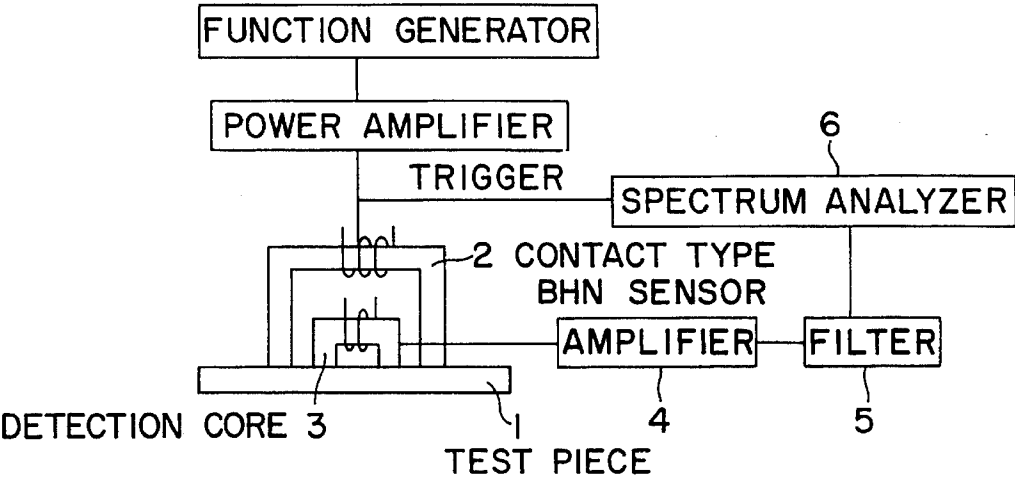 FUNCTION GENERATOR
POWER AMPLIFIER
TRIGGER
6
SPECTRUM ANALYZER
2 CONTACT TYPE
BHN SENSOR
AMPLIFIER
FILTER
DETECTION CORE 3
1
4
5
TEST PIECE